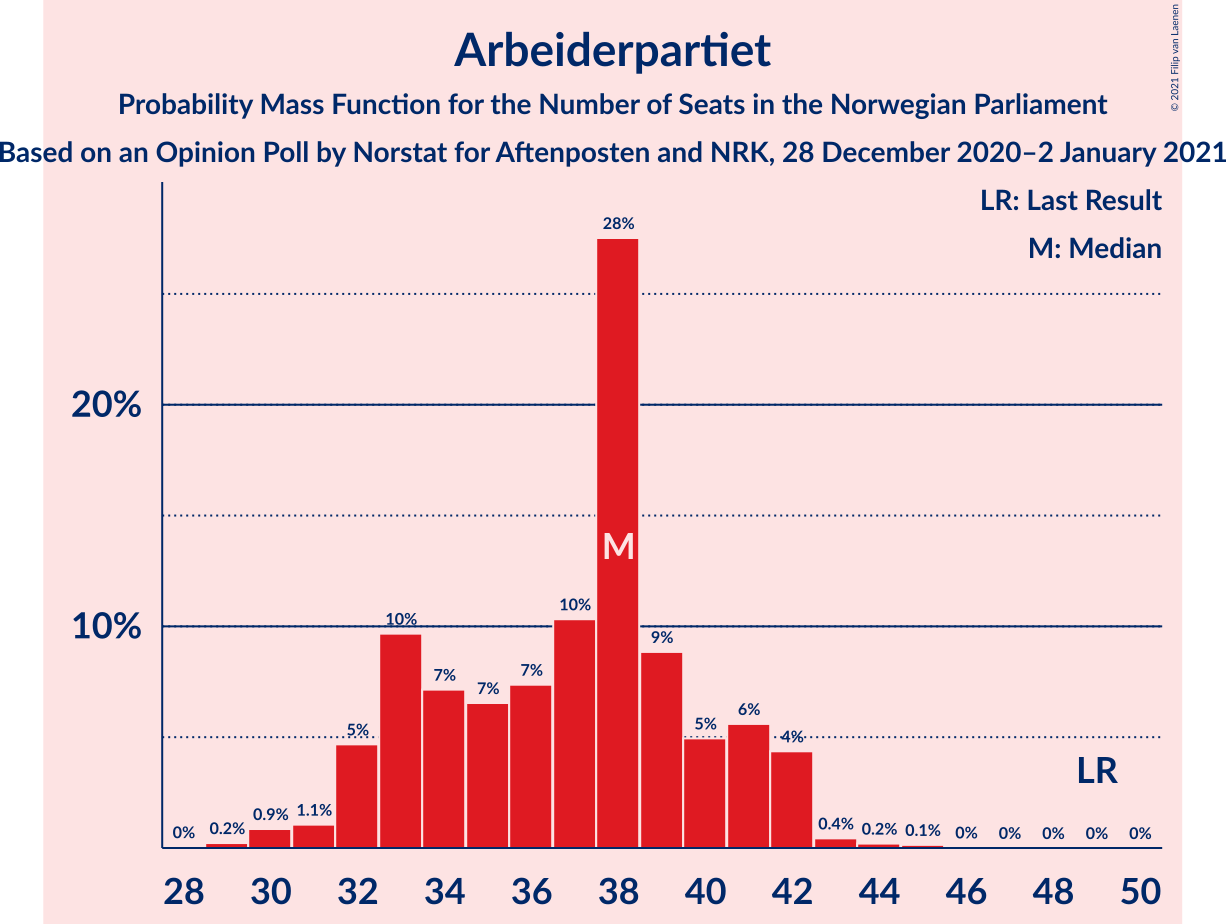 Arbeiderpartiet
Probability Mass Function for the Number of Seats in the Norwegian Parliament
Based on an Opinion Poll by Norstat for Aftenposten and NRK, 28 December 2020–2 January 2021
© 2021 Filip van Laenen
LR: Last Result
M: Median
28%
20%
M
10%
10%
10%
9%
7%
7%
7%
6%
5%
5%
4%
LR
0%
0.2%
0.9%
1.1%
0.4%
0.2%
0.1%
0%
0%
0%
0%
0%
28 30 32 34 36 38 40 42 44 46 48 50